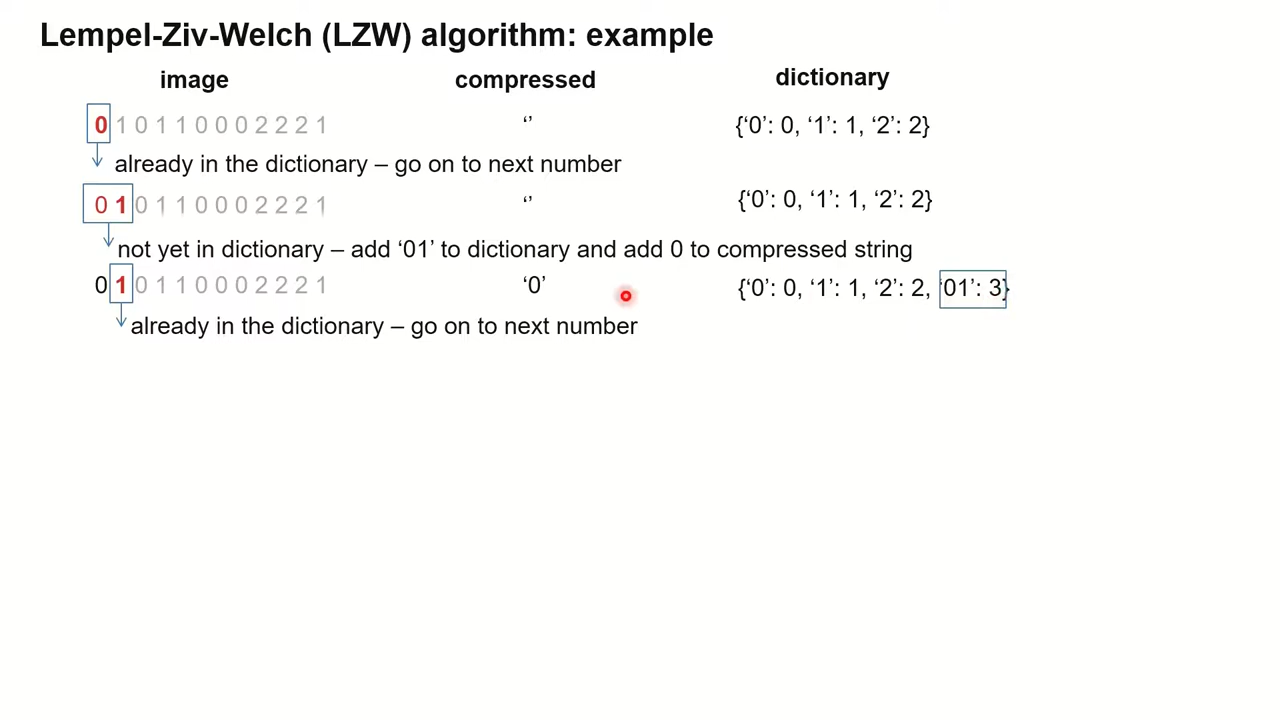 Lempel-Ziv-Welch (LZW) algorithm: example
image compressed dictionary
0 1 0 1 1 0 0 0 2 2 2 1 ‘’ {‘0’: 0, ‘1’: 1, ‘2’: 2}
already in the dictionary – go on to next number
0 1 0 1 1 0 0 0 2 2 2 1 ‘’ {‘0’: 0, ‘1’: 1, ‘2’: 2}
not yet in dictionary – add ‘01’ to dictionary and add 0 to compressed string
0 1 0 1 1 0 0 0 2 2 2 1 ‘0’ {‘0’: 0, ‘1’: 1, ‘2’: 2, ‘01’: 3}
already in the dictionary – go on to next number